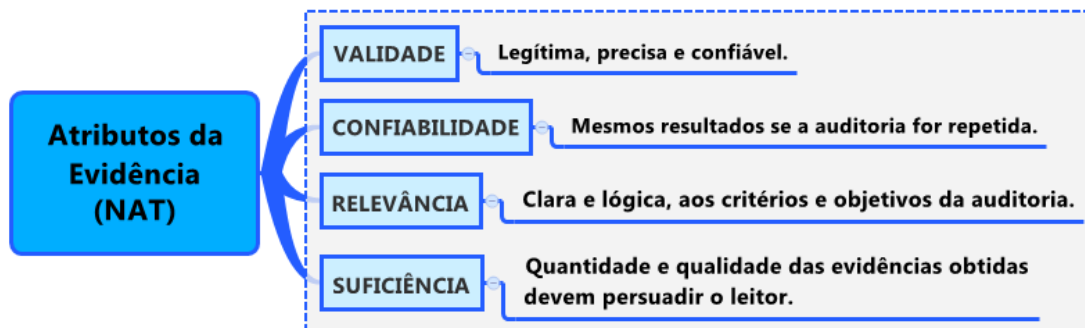 Atributos da
Evidência
(NAT)
VALIDADE
Legítima, precisa e confiável.
CONFIABILIDADE
Mesmos resultados se a auditoria for repetida.
RELEVÂNCIA
Clara e lógica, aos critérios e objetivos da auditoria.
SUFICIÊNCIA
Quantidade e qualidade das evidências obtidas
devem persuadir o leitor.